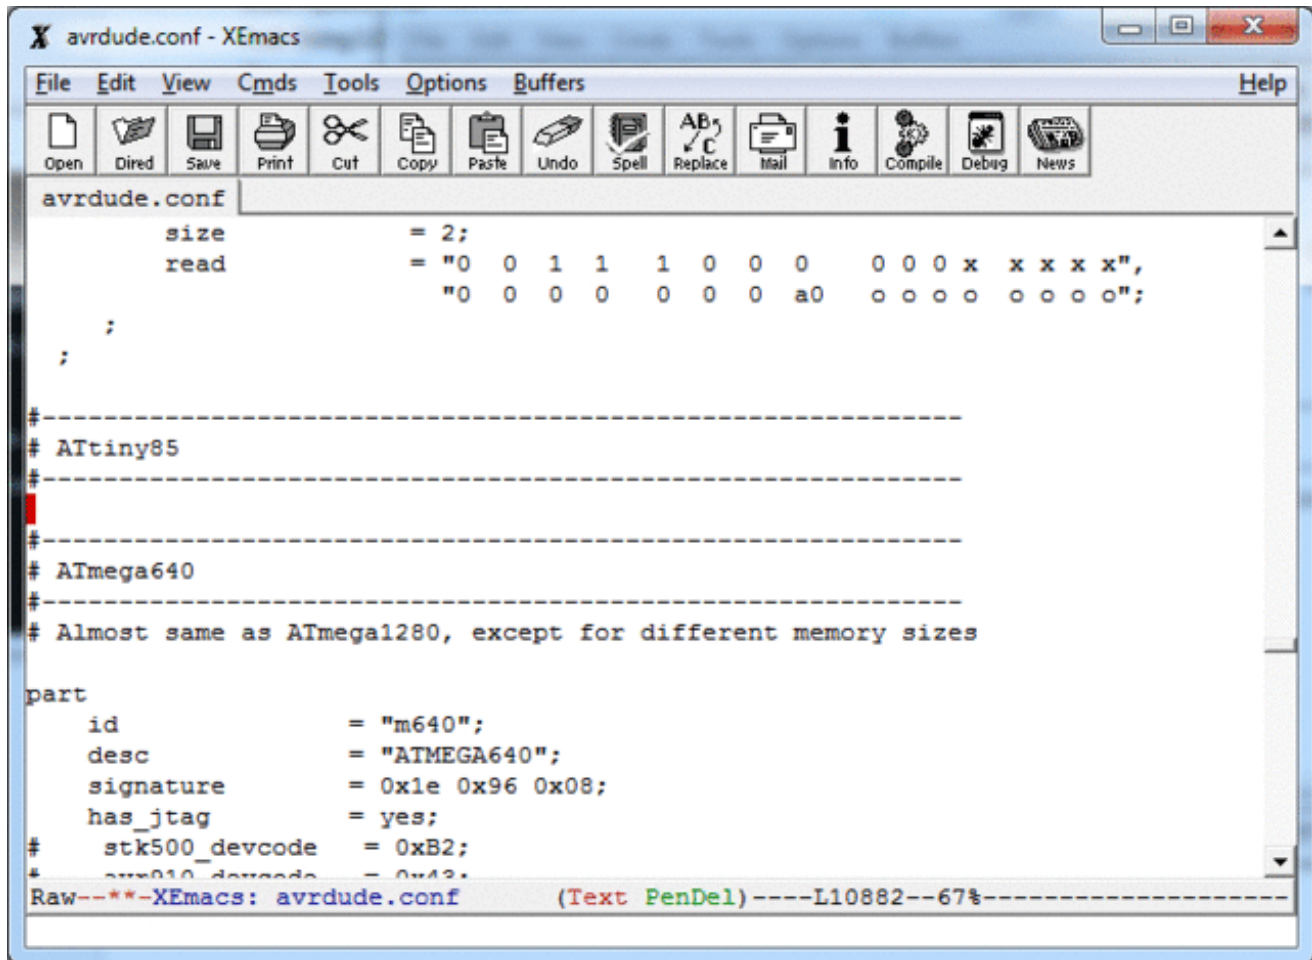 avrdude.conf - XEmacs
File Edit View Cmds Tools Options Buffers Help
Open Dired Save Print Cut Copy Paste Undo Spell Replace Mail Info Compile Debug News
avrdude.conf
size = 2;
read = "0 0 1 1 1 0 0 0 0 0 0 x x x x x",
"0 0 0 0 0 0 0 a0 o o o o o o o o";
;
;
#------------------------------------------------------------
# ATtiny85
#------------------------------------------------------------
#------------------------------------------------------------
# ATmega640
#------------------------------------------------------------
# Almost same as ATmega1280, except for different memory sizes
part
id = "m640";
desc = "ATMEGA640";
signature = 0x1e 0x96 0x08;
has_jtag = yes;
# stk500_devcode = 0xB2;
# avr910_devcode = 0x43;
Raw--**-XEmacs: avrdude.conf (Text PenDel)----L10882--67%--------------------